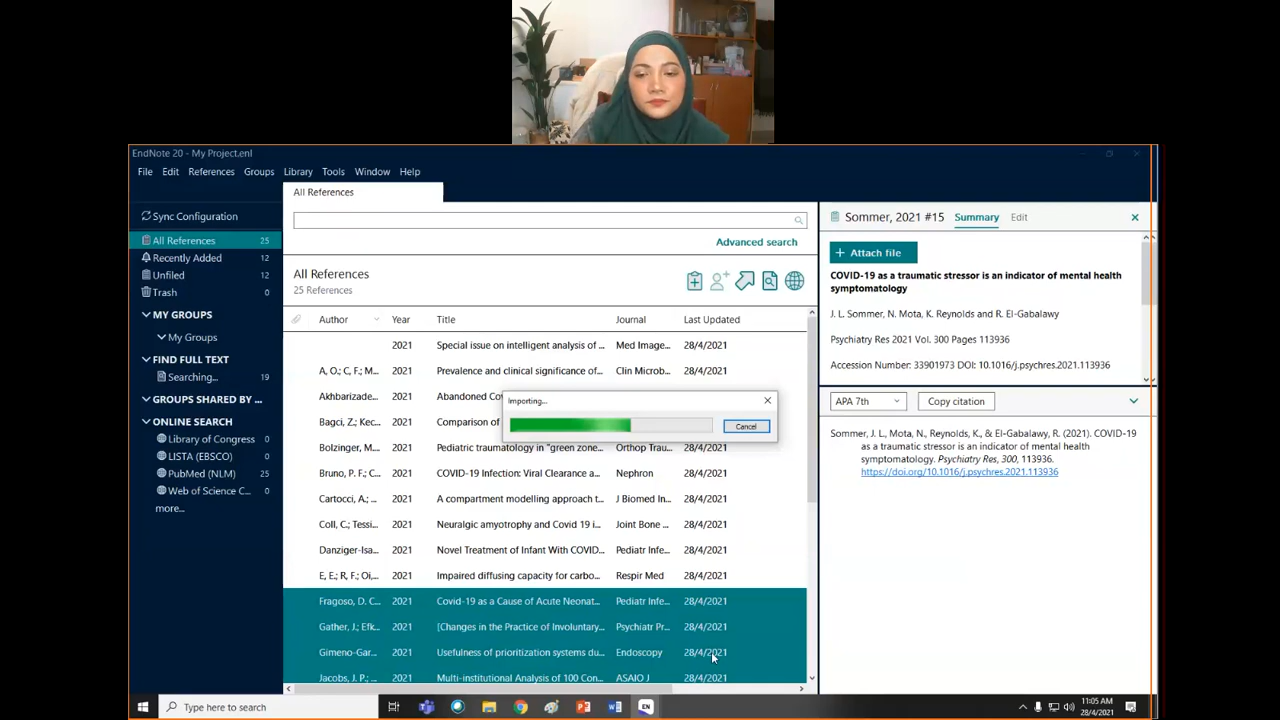 EndNote 20 - My Project.enl
File Edit References Groups Library Tools Window Help
All References
Sync Configuration
All References 25
Recently Added 12
Unfiled 12
Trash 0
MY GROUPS
My Groups
FIND FULL TEXT
Searching... 19
GROUPS SHARED BY ...
ONLINE SEARCH
Library of Congress 0
LISTA (EBSCO) 0
PubMed (NLM) 25
Web of Science C... 0
more...
Advanced search
All References
25 References
Author Year Title Journal Last Updated
2021 Special issue on intelligent analysis of ... Med Image... 28/4/2021
A, O.; C, F.; M... 2021 Prevalence and clinical significance of... Clin Microb... 28/4/2021
Akhbarizade... 2021 Abandoned Co
Bagci, Z.; Kı... 2021 Comparison of
Bolzinger, M... 2021 Pediatric traumatology in "green zone... Orthop Trau... 28/4/2021
Bruno, P. F.; ... 2021 COVID-19 Infection: Viral Clearance a... Nephron 28/4/2021
Cartocci, A.; ... 2021 A compartment modelling approach t... J Biomed In... 28/4/2021
Coll, C.; Tessi... 2021 Neuralgic amyotrophy and Covid 19 i... Joint Bone ... 28/4/2021
Danziger-Isa... 2021 Novel Treatment of Infant With COVID... Pediatr Infe... 28/4/2021
E, E.; R, F.; Oi,... 2021 Impaired diffusing capacity for carbo... Respir Med 28/4/2021
Fragoso, D. C... 2021 Covid-19 as a Cause of Acute Neonat... Pediatr Infe... 28/4/2021
Gather, J.; Efk... 2021 [Changes in the Practice of Involuntary... Psychiatr Pr... 28/4/2021
Gimeno-Gar... 2021 Usefulness of prioritization systems du... Endoscopy 28/4/2021
Jacobs, J. P.; ... 2021 Multi-institutional Analysis of 100 Con... ASAIO J 28/4/2021
Importing...
Cancel
Sommer, 2021 #15 Summary Edit
+ Attach file
COVID-19 as a traumatic stressor is an indicator of mental health
symptomatology
J. L. Sommer, N. Mota, K. Reynolds and R. El-Gabalawy
Psychiatry Res 2021 Vol. 300 Pages 113936
Accession Number: 33901973 DOI: 10.1016/j.psychres.2021.113936
APA 7th Copy citation
Sommer, J. L., Mota, N., Reynolds, K., & El-Gabalawy, R. (2021). COVID-19
as a traumatic stressor is an indicator of mental health
symptomatology. Psychiatry Res, 300, 113936.
https://doi.org/10.1016/j.psychres.2021.113936
Type here to search
11:05 AM
28/4/2021